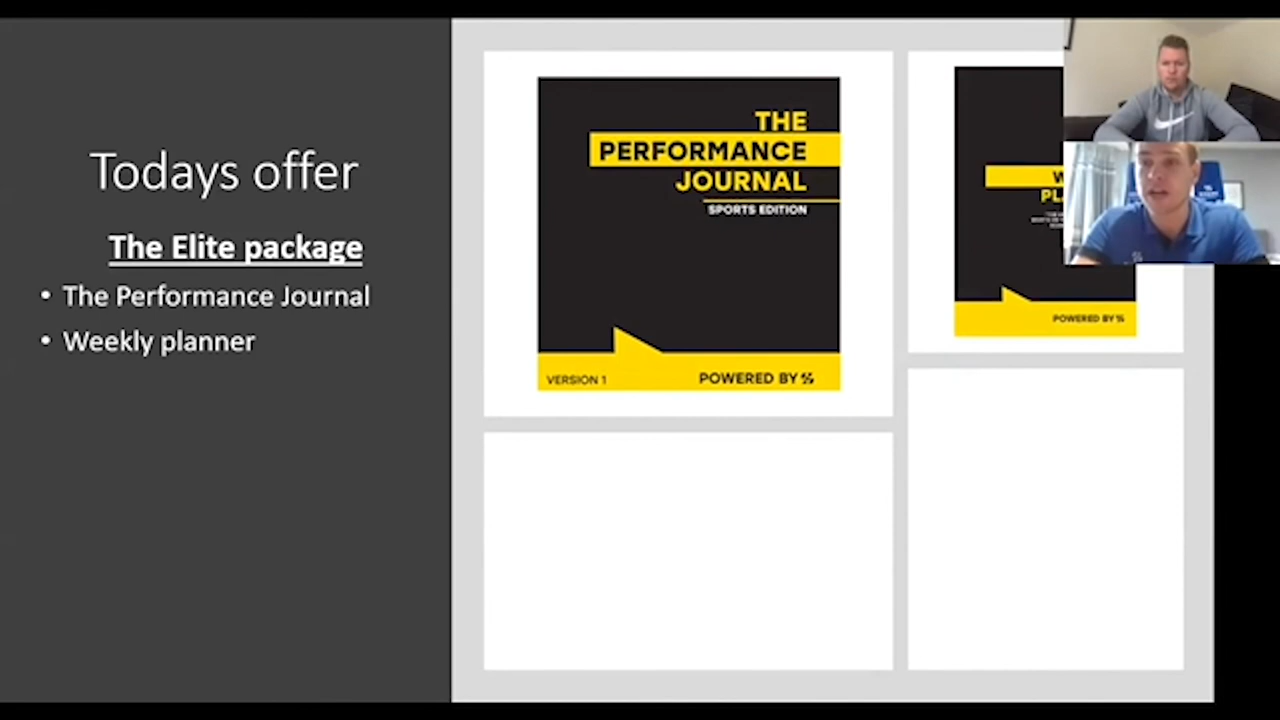 Todays offer
The Elite package
• The Performance Journal
• Weekly planner
THE
PERFORMANCE
JOURNAL
SPORTS EDITION
VERSION 1
POWERED BY
POWERED BY